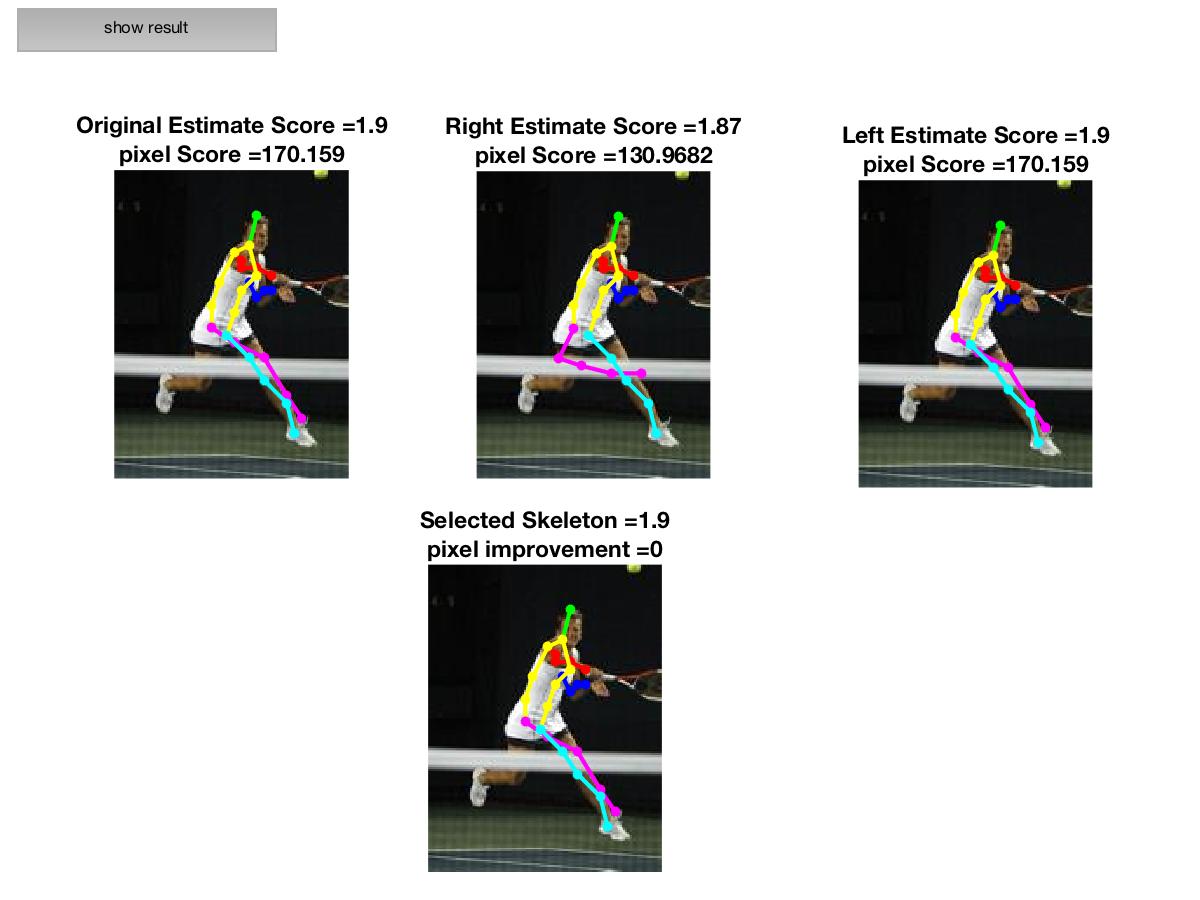 show result
Original Estimate Score =1.9
pixel Score =170.159
Right Estimate Score =1.87
pixel Score =130.9682
Left Estimate Score =1.9
pixel Score =170.159
Selected Skeleton =1.9
pixel improvement =0